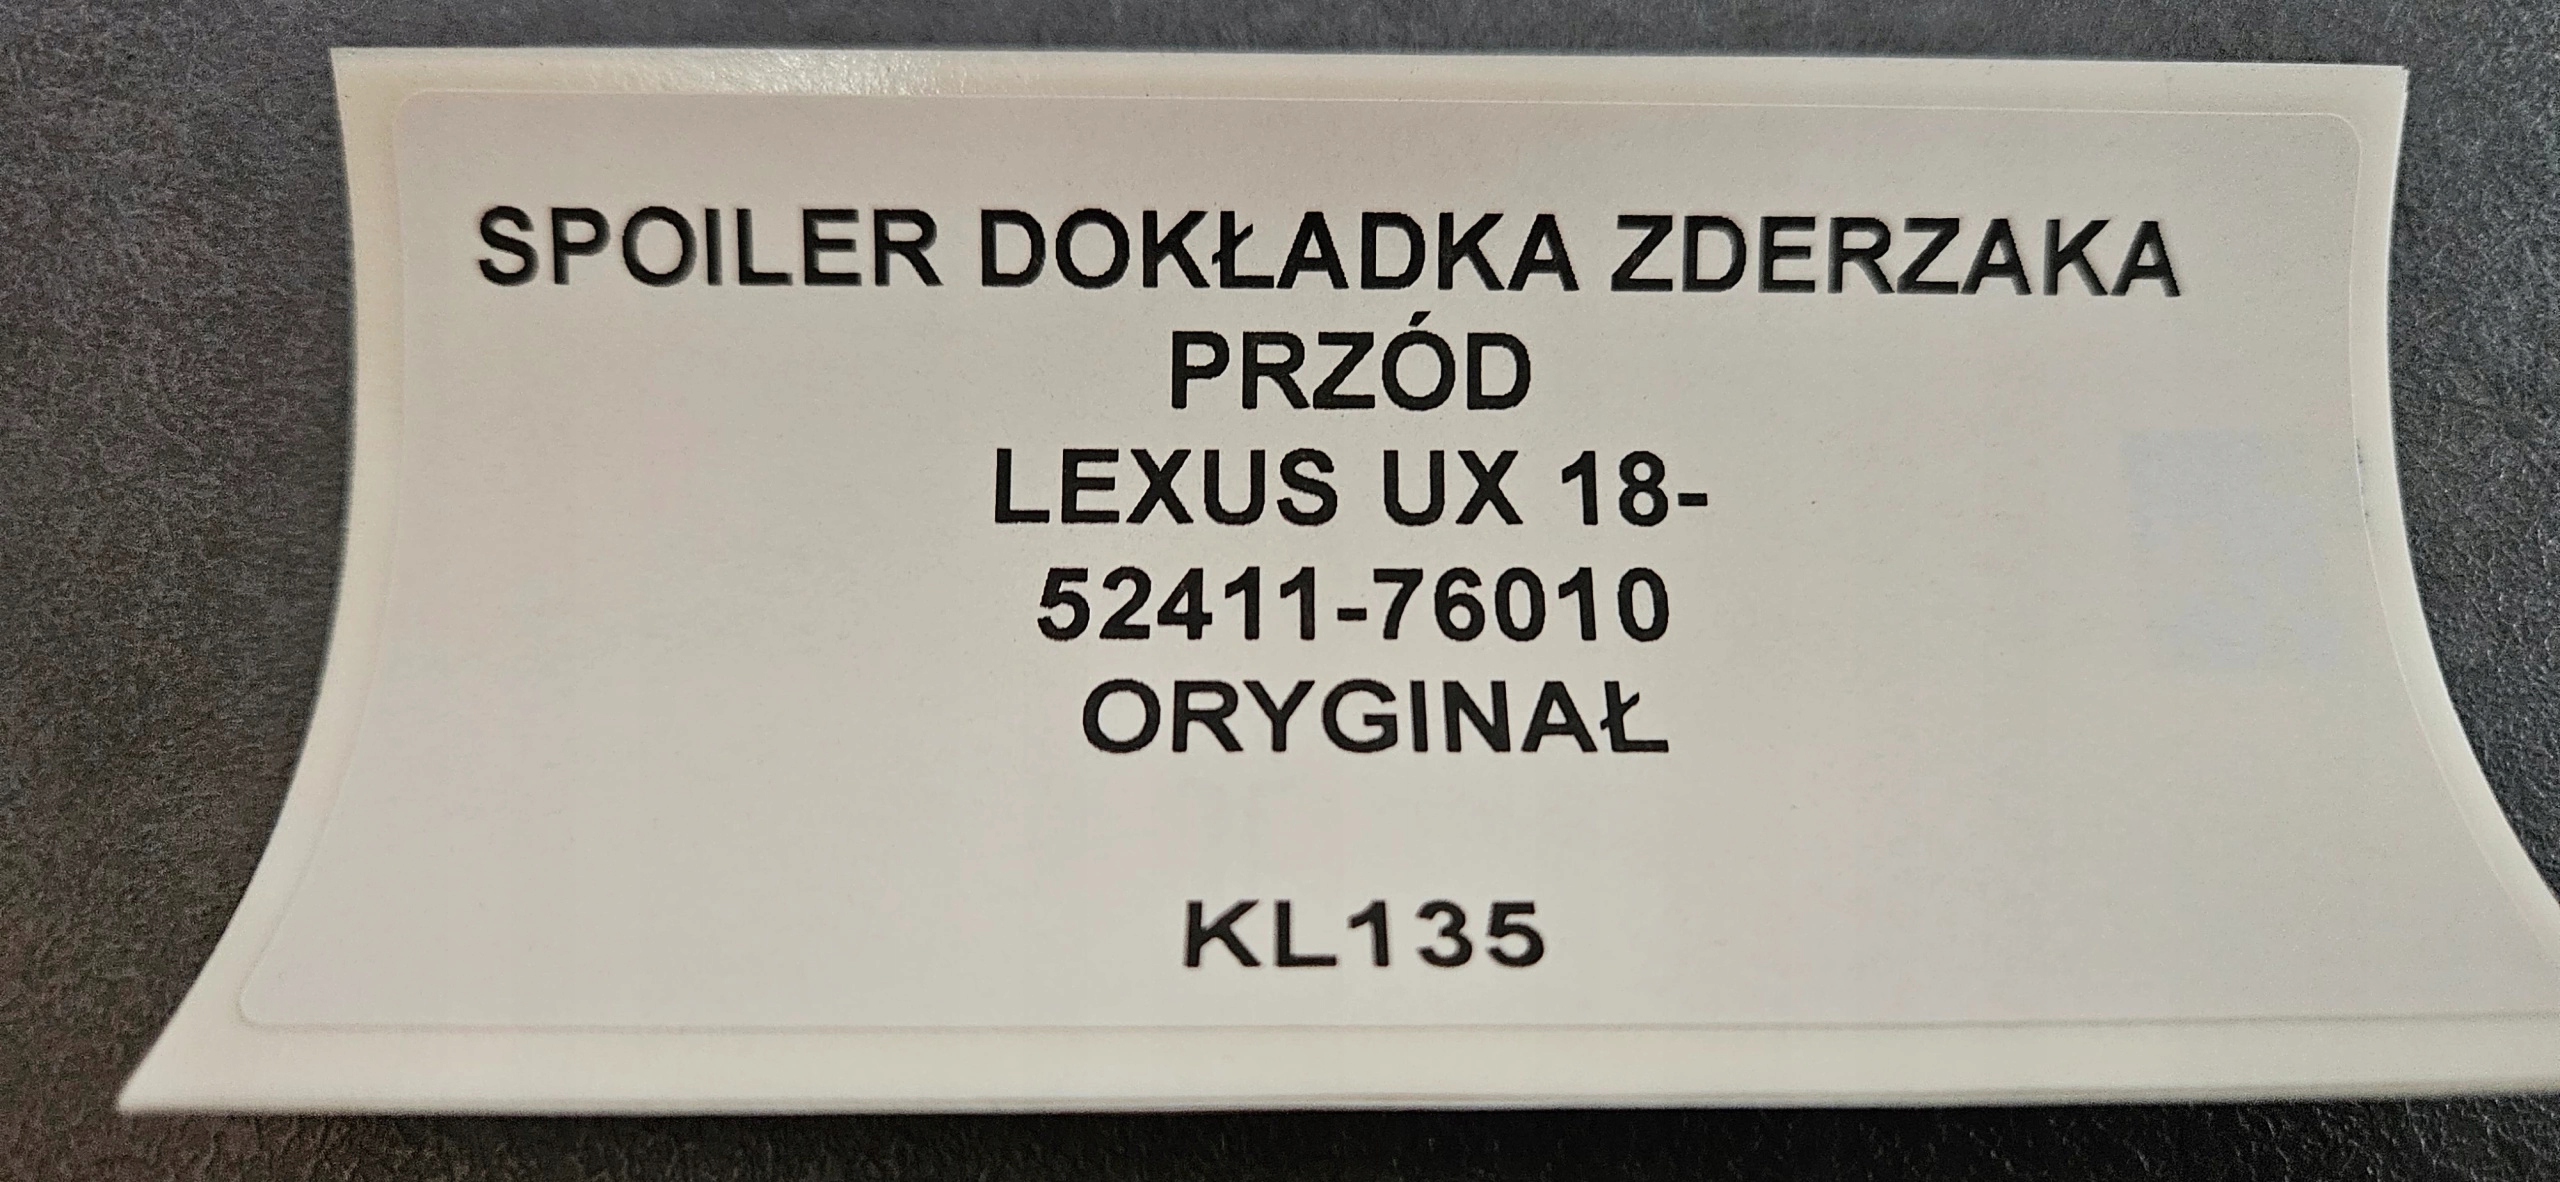 SPOILER DOKŁADKA ZDERZAKA
PRZÓD
LEXUS UX 18-
52411-76010
ORYGINAŁ
KL135